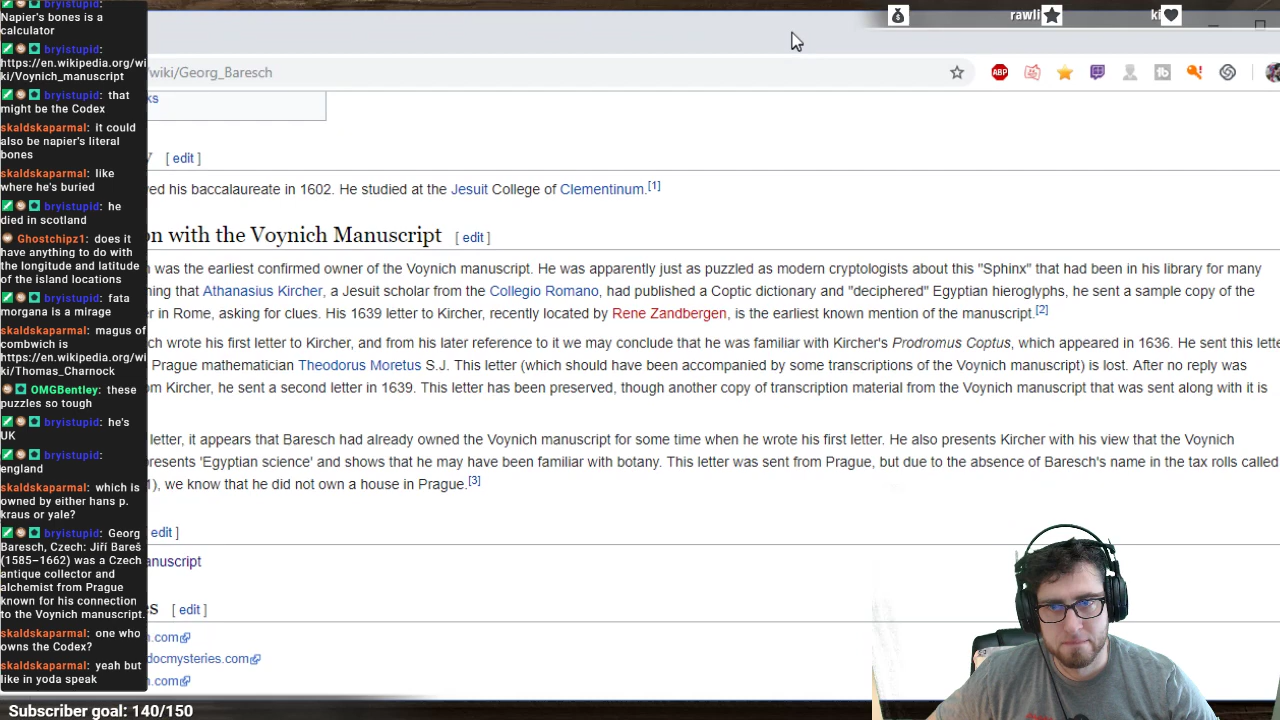 Napier's bones is a
calculator
bryistupid:
https://en.wikipedia.org/wi
ki/Voynich_manuscript
bryistupid: that
might be the Codex
skaldskaparmal: it could
also be napier's literal
bones
skaldskaparmal: like
where he's buried
bryistupid: he
died in scotland
Ghostchipz1: does it
have anything to do with
the longitude and latitude
of the island locations
bryistupid: fata
morgana is a mirage
skaldskaparmal: magus of
combwich is
https://en.wikipedia.org/wi
ki/Thomas_Charnock
OMGBentley: these
puzzles so tough
bryistupid: he's
UK
bryistupid:
england
skaldskaparmal: which is
owned by either hans p.
kraus or yale?
bryistupid: Georg
Baresch, Czech: Jiří Bareš
(1585–1662) was a Czech
antique collector and
alchemist from Prague
known for his connection
to the Voynich manuscript.
skaldskaparmal: one who
owns the Codex?
skaldskaparmal: yeah but
like in yoda speak
Subscriber goal: 140/150
rawli
ki
/wiki/Georg_Baresch
ABP
ks
y [ edit ]
ved his baccalaureate in 1602. He studied at the Jesuit College of Clementinum.[1]
on with the Voynich Manuscript [ edit ]
h was the earliest confirmed owner of the Voynich manuscript. He was apparently just as puzzled as modern cryptologists about this "Sphinx" that had been in his library for many
ning that Athanasius Kircher, a Jesuit scholar from the Collegio Romano, had published a Coptic dictionary and "deciphered" Egyptian hieroglyphs, he sent a sample copy of the
er in Rome, asking for clues. His 1639 letter to Kircher, recently located by Rene Zandbergen, is the earliest known mention of the manuscript.[2]
ch wrote his first letter to Kircher, and from his later reference to it we may conclude that he was familiar with Kircher's Prodromus Coptus, which appeared in 1636. He sent this lette
Prague mathematician Theodorus Moretus S.J. This letter (which should have been accompanied by some transcriptions of the Voynich manuscript) is lost. After no reply was
om Kircher, he sent a second letter in 1639. This letter has been preserved, though another copy of transcription material from the Voynich manuscript that was sent along with it is
letter, it appears that Baresch had already owned the Voynich manuscript for some time when he wrote his first letter. He also presents Kircher with his view that the Voynich
presents 'Egyptian science' and shows that he may have been familiar with botany. This letter was sent from Prague, but due to the absence of Baresch's name in the tax rolls called
1), we know that he did not own a house in Prague.[3]
edit ]
anuscript
es [ edit ]
n.com
docmysteries.com
n.com